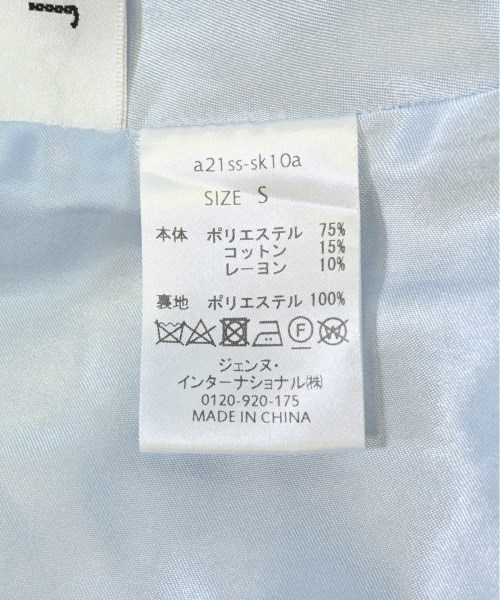 a21ss-sk10a
SIZE S
本体 ポリエステル 75%
コットン 15%
レーヨン 10%
裏地 ポリエステル 100%
F W
ジェンヌ・
インターナショナル㈱
0120-920-175
MADE IN CHINA